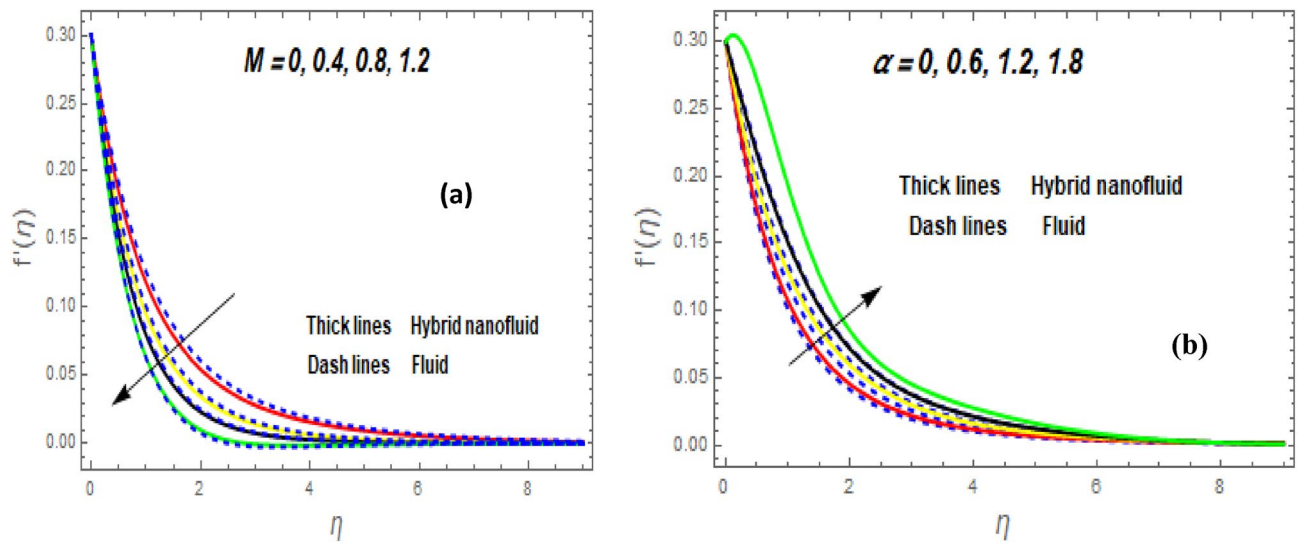 M = 0, 0.4, 0.8, 1.2
0.30
0.25
0.20
0.15
0.10
0.05
0.00
f'(η)
(a)
Thick lines Hybrid nanofluid
Dash lines Fluid
0 2 4 6 8
η
α = 0, 0.6, 1.2, 1.8
0.30
0.25
0.20
0.15
0.10
0.05
0.00
f'(η)
Thick lines Hybrid nanofluid
Dash lines Fluid
(b)
0 2 4 6 8
η